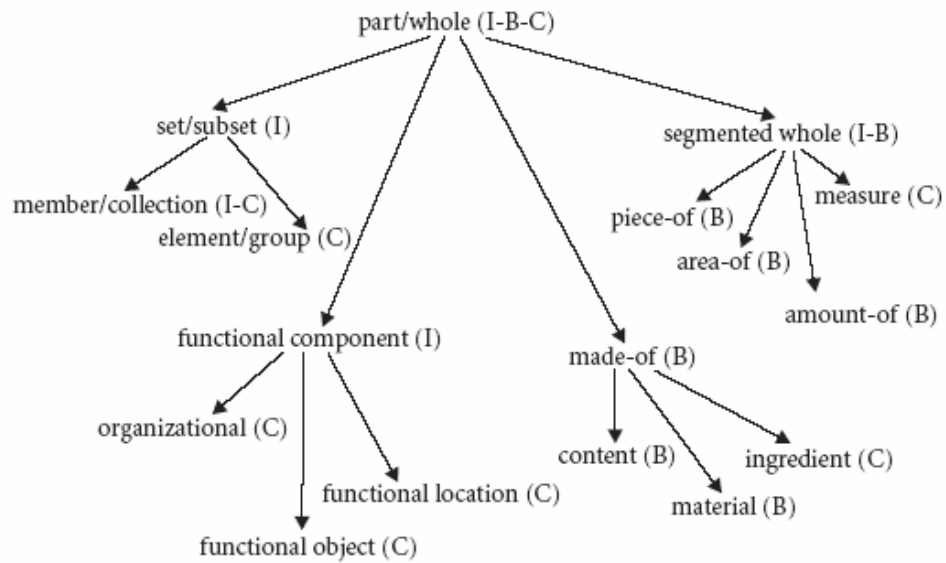 part/whole (I-B-C)
set/subset (I)
segmented whole (I-B)
member/collection (I-C)
measure (C)
piece-of (B)
element/group (C)
area-of (B)
amount-of (B)
functional component (I)
made-of (B)
organizational (C)
content (B)
ingredient (C)
functional location (C)
material (B)
functional object (C)